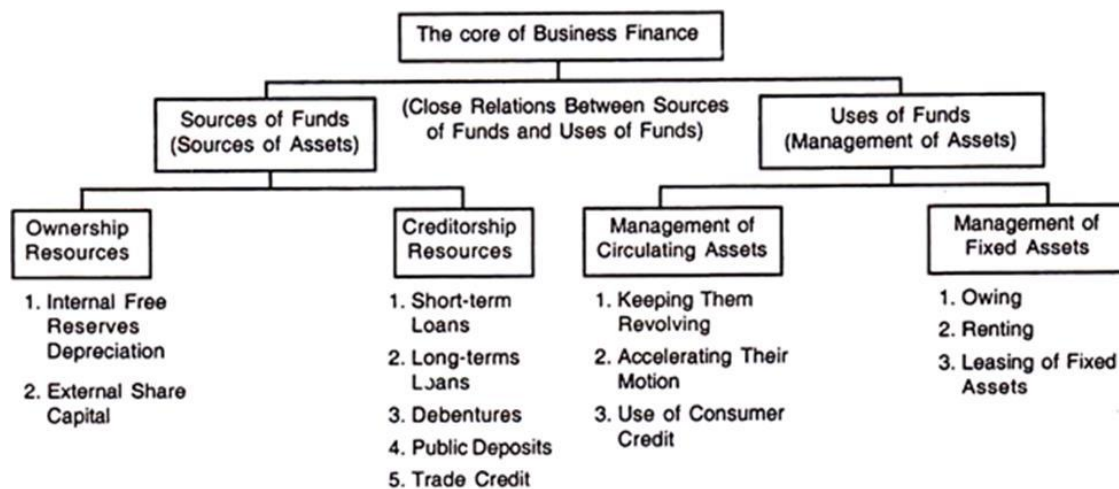 The core of Business Finance
Sources of Funds
(Sources of Assets)
(Close Relations Between Sources
of Funds and Uses of Funds)
Uses of Funds
(Management of Assets)
Ownership
Resources
1. Internal Free
Reserves
Depreciation
2. External Share
Capital
Creditorship
Resources
1. Short-term
Loans
2. Long-terms
Loans
3. Debentures
4. Public Deposits
5. Trade Credit
Management of
Circulating Assets
1. Keeping Them
Revolving
2. Accelerating Their
Motion
3. Use of Consumer
Credit
Management of
Fixed Assets
1. Owing
2. Renting
3. Leasing of Fixed
Assets